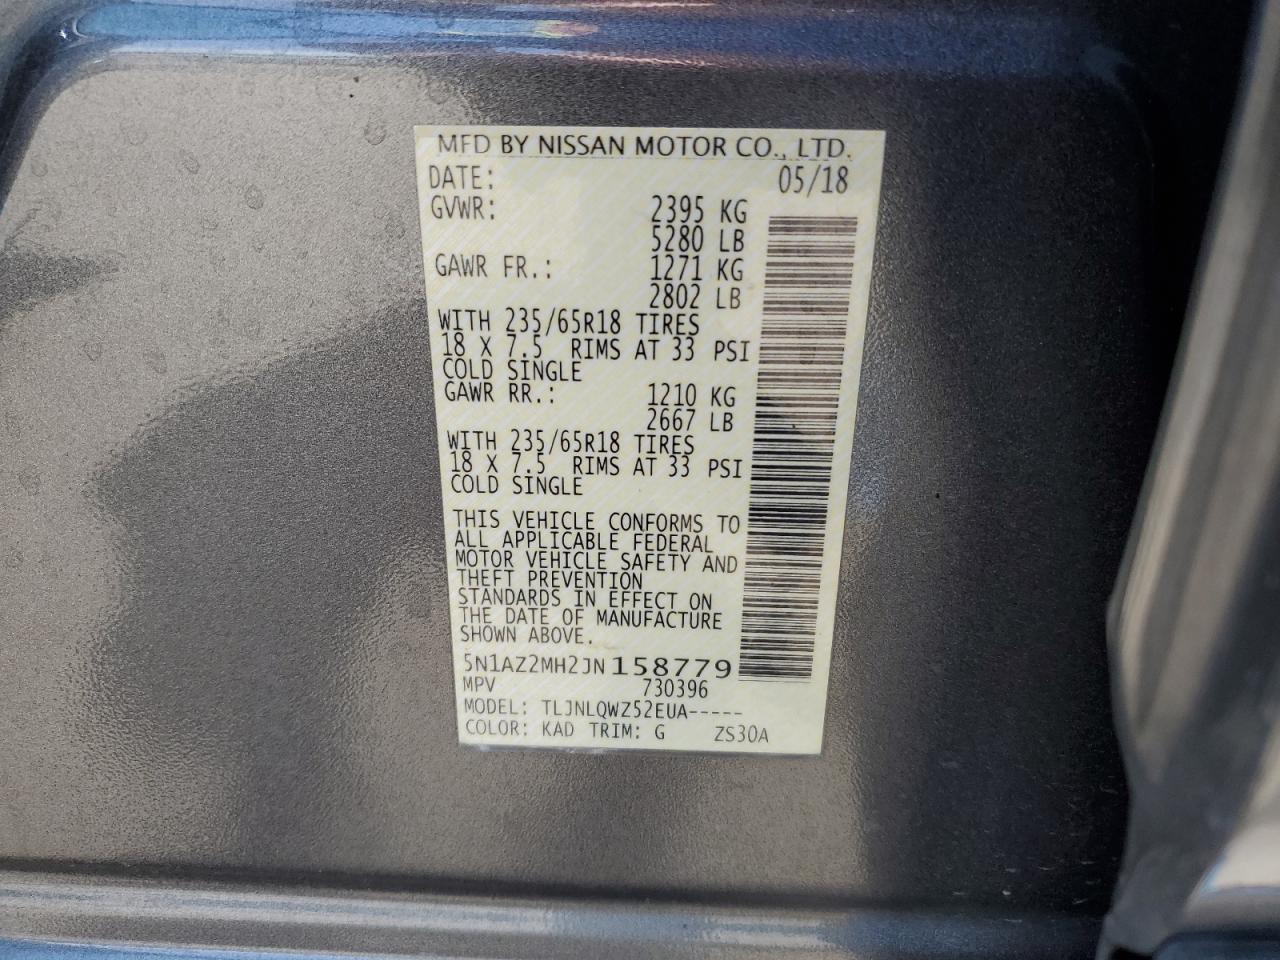 MFD BY NISSAN MOTOR CO., LTD.
DATE: 05/18
GVWR: 2395 KG
5280 LB
GAWR FR.: 1271 KG
2802 LB
WITH 235/65R18 TIRES
18 X 7.5 RIMS AT 33 PSI
COLD SINGLE
GAWR RR.: 1210 KG
2667 LB
WITH 235/65R18 TIRES
18 X 7.5 RIMS AT 33 PSI
COLD SINGLE
THIS VEHICLE CONFORMS TO
ALL APPLICABLE FEDERAL
MOTOR VEHICLE SAFETY AND
THEFT PREVENTION
STANDARDS IN EFFECT ON
THE DATE OF MANUFACTURE
SHOWN ABOVE.
5N1AZ2MH2JN158779
MPV 730396
MODEL: TLJNLQWZ52EUA-----
COLOR: KAD TRIM: G ZS30A